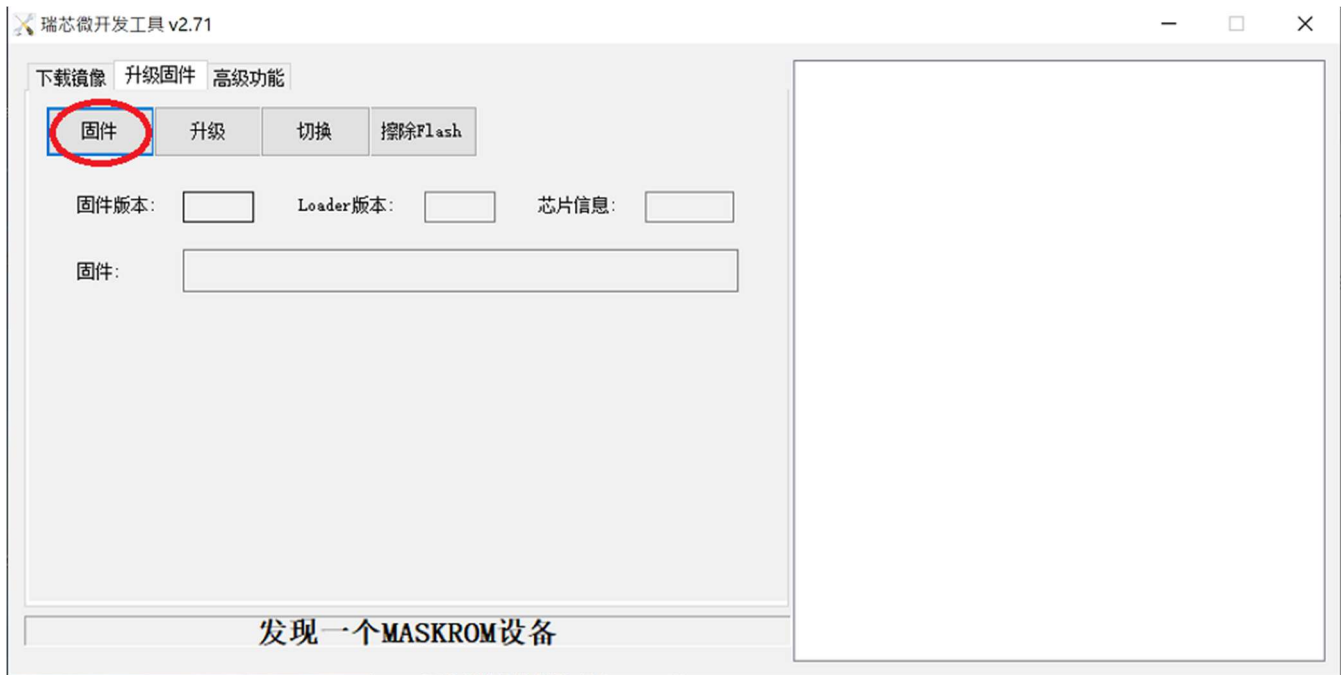 瑞芯微开发工具 v2.71
下载镜像 升级固件 高级功能
固件 升级 切换 擦除Flash
固件版本: Loader版本: 芯片信息:
固件:
发现一个MASKROM设备